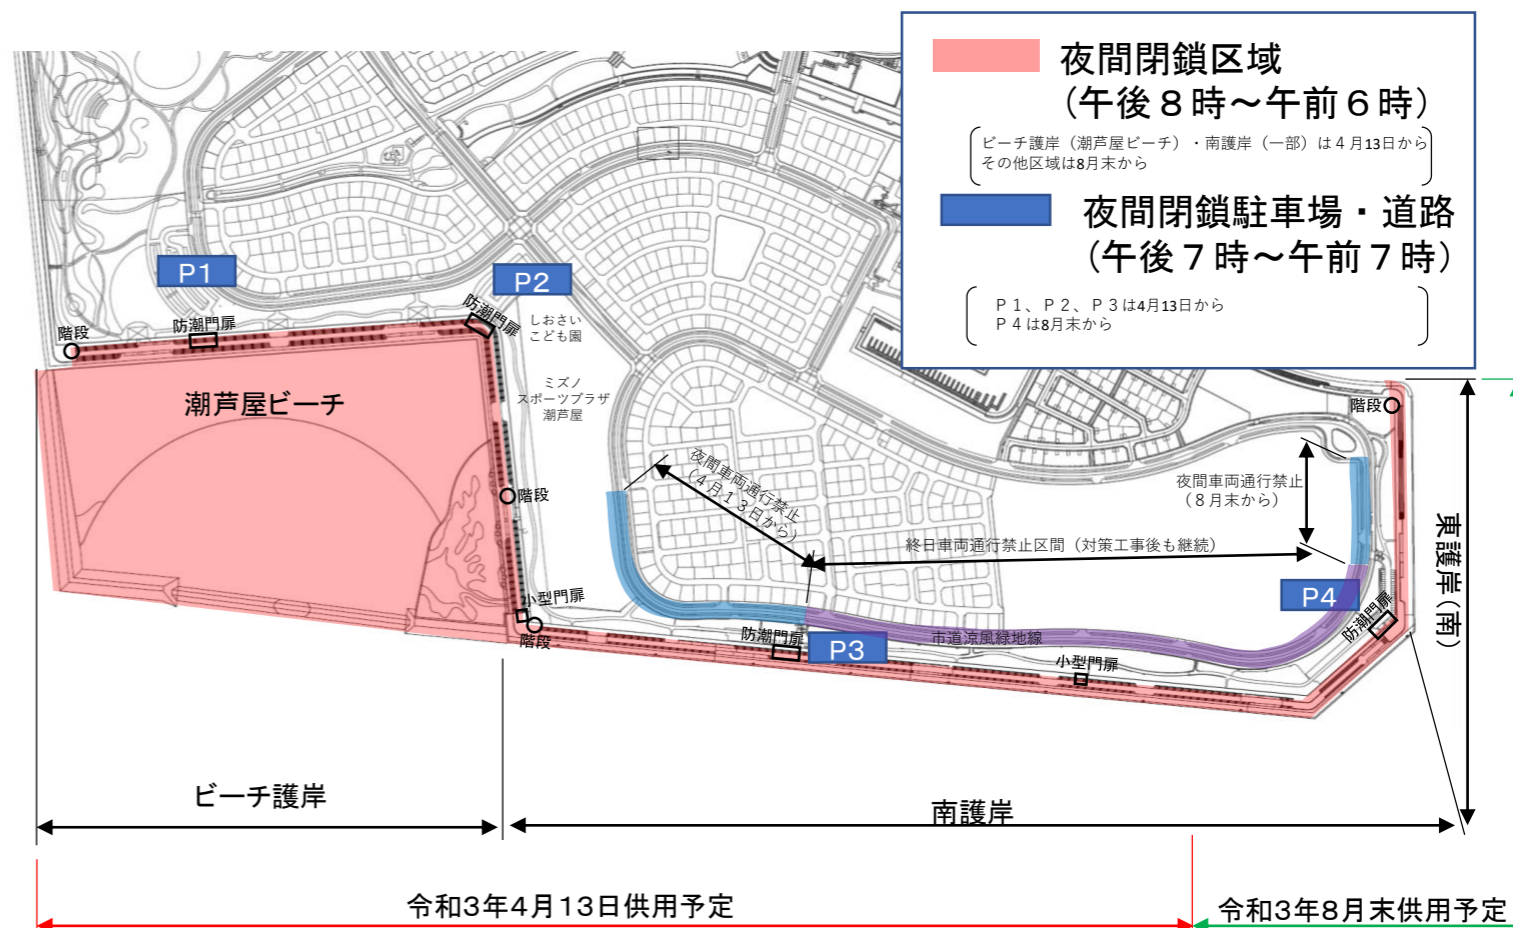 夜間閉鎖区域
(午後８時～午前６時)
ビーチ護岸（潮芦屋ビーチ）・南護岸（一部）は４月13日から
その他区域は8月末から
夜間閉鎖駐車場・道路
(午後７時～午前７時)
Ｐ１、Ｐ２、Ｐ３は4月13日から
Ｐ４は8月末から
P1
P2
防潮門扉
階段
防潮門扉
しおさい
こども園
ミズノ
スポーツプラザ
潮芦屋
潮芦屋ビーチ
階段
階段
夜間車両通行禁止
（４月１３日から）
夜間車両通行禁止
（８月末から）
終日車両通行禁止区間（対策工事後も継続）
東護岸(南)
小型門扉
階段
防潮門扉
P3
市道涼風緑地線
小型門扉
P4
防潮門扉
ビーチ護岸
南護岸
令和3年4月13日供用予定
令和3年8月末供用予定